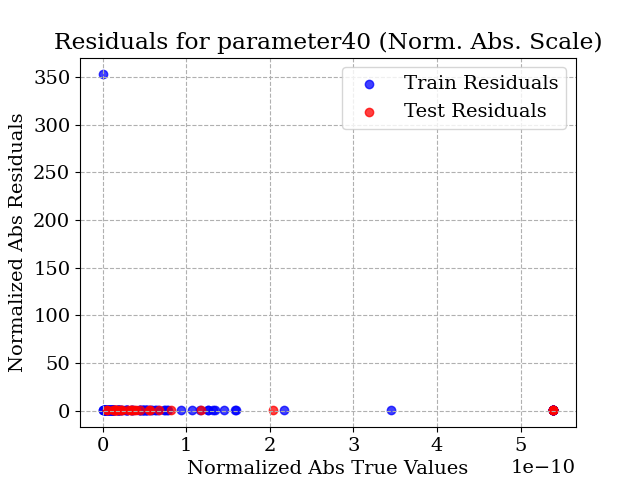 Residuals for parameter40 (Norm. Abs. Scale)
Train Residuals
Test Residuals
Normalized Abs Residuals
350
300
250
200
150
100
50
0
0 1 2 3 4 5
1e−10
Normalized Abs True Values